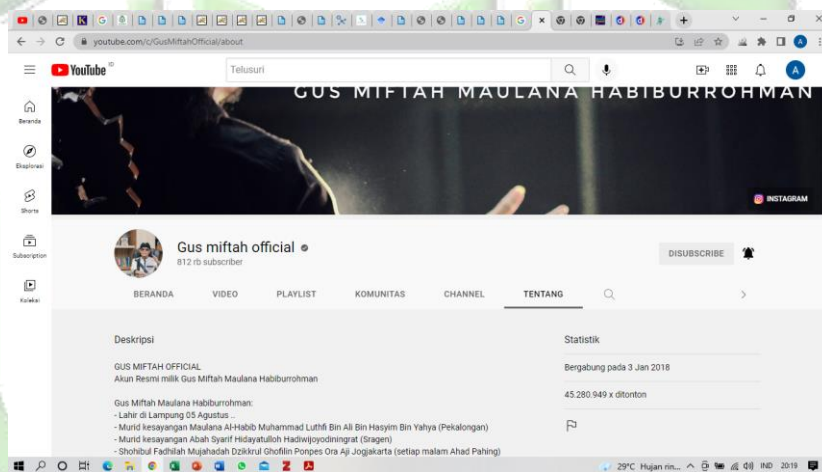 youtube.com/c/GusMiftahOfficial/about
YouTube ID
Telusuri
A
GUS MIFTAH MAULANA HABIBURROHMAN
Beranda
Eksplorasi
Shorts
Subscription
Koleksi
INSTAGRAM
Gus miftah official
812 rb subscriber
DISUBSCRIBE
BERANDA VIDEO PLAYLIST KOMUNITAS CHANNEL TENTANG
Deskripsi
GUS MIFTAH OFFICIAL
Akun Resmi milik Gus Miftah Maulana Habiburrohman
Gus Miftah Maulana Habiburrohman:
- Lahir di Lampung 05 Agustus ..
- Murid kesayangan Maulana Al-Habib Muhammad Luthfi Bin Ali Bin Hasyim Bin Yahya (Pekalongan)
- Murid kesayangan Abah Syarif Hidayatulloh Hadiwijoyodiningrat (Sragen)
- Shohibul Fadhilah Mujahadah Dzikkrul Ghofilin Ponpes Ora Aji Jogjakarta (setiap malam Ahad Pahing)
Statistik
Bergabung pada 3 Jan 2018
45.280.949 x ditonton
29°C Hujan rin... IND 20:19